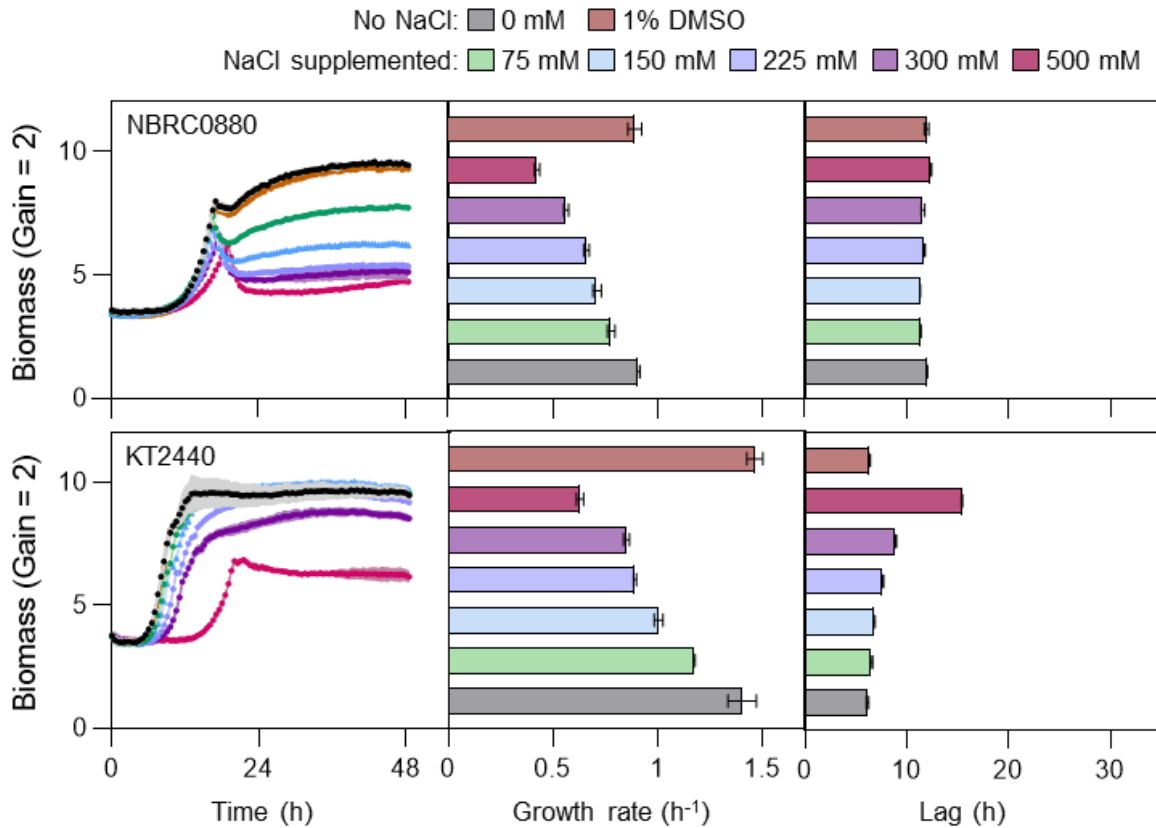 No NaCl: 0 mM 1% DMSO
NaCl supplemented: 75 mM 150 mM 225 mM 300 mM 500 mM
Biomass (Gain = 2)
10
5
0
NBRC0880
Biomass (Gain = 2)
10
5
0
KT2440
0 24 48
0 0.5 1 1.5
0 10 20 30
Time (h)
Growth rate (h⁻¹)
Lag (h)